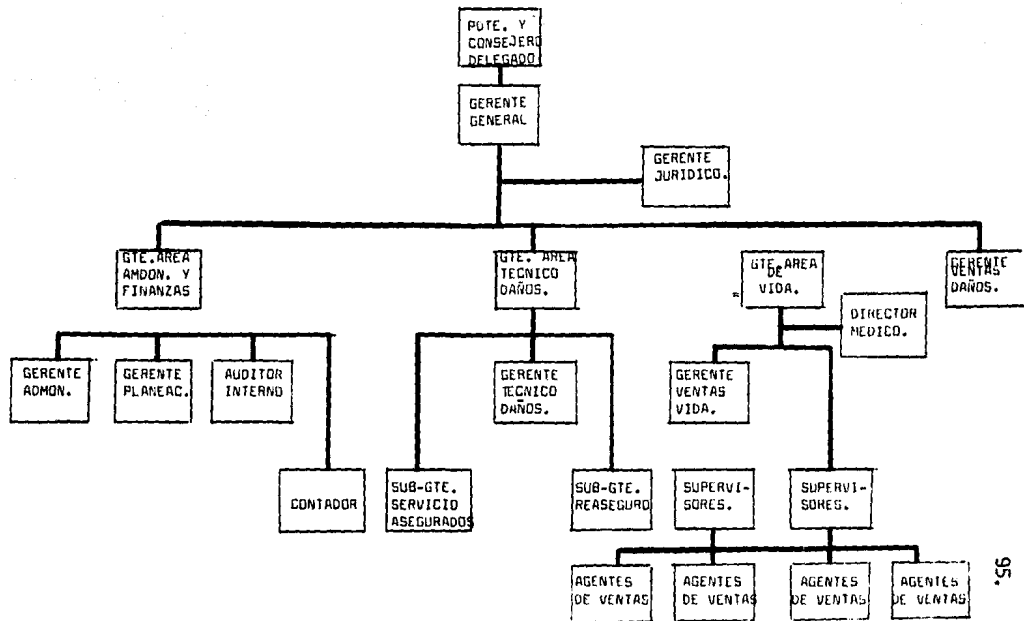 PDTE. Y
CONSEJERO
DELEGADO
GERENTE
GENERAL
GERENTE
JURIDICO.
GTE.AREA
AMDON. Y
FINANZAS
GTE. AREA
TECNICO
DAÑOS.
GTE.AREA
DE
VIDA.
GERENTE
VENTAS
DAÑOS.
DIRECTOR
MEDICO.
GERENTE
ADMON.
GERENTE
PLANEAC.
AUDITOR
INTERNO
GERENTE
TECNICO
DAÑOS.
GERENTE
VENTAS
VIDA.
CONTADOR
SUB-GTE.
SERVICIO
ASEGURADOS
SUB-GTE.
REASEGURO
SUPERVI-
SORES.
SUPERVI-
SORES.
AGENTES
DE VENTAS
AGENTES
DE VENTAS
AGENTES
DE VENTAS
AGENTES
DE VENTAS
95.